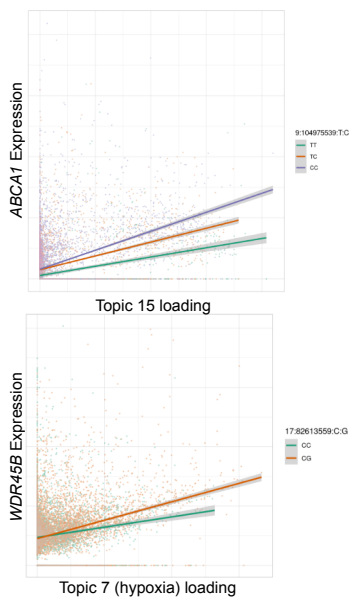 ABCA1 Expression
9:104975539:T:C
TT
TC
CC
Topic 15 loading
WDR45B Expression
17:82613559:C:G
CC
CG
Topic 7 (hypoxia) loading